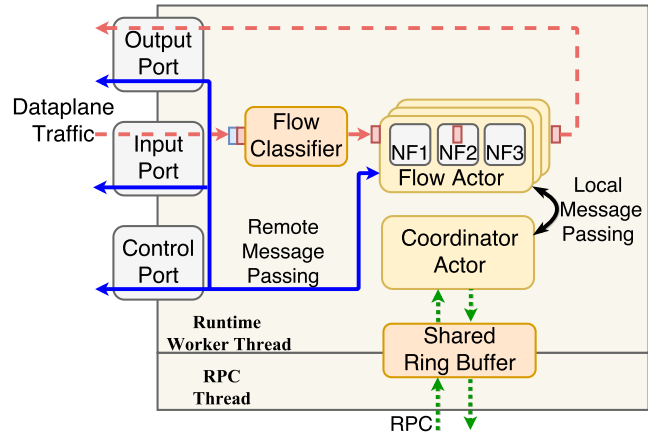 Output
Port
Dataplane
Traffic
Input
Port
Control
Port
Flow
Classifier
NF1
NF2
NF3
Flow Actor
Local
Message
Passing
Remote
Message
Passing
Coordinator
Actor
Runtime
Worker Thread
Shared
Ring Buffer
RPC
Thread
RPC